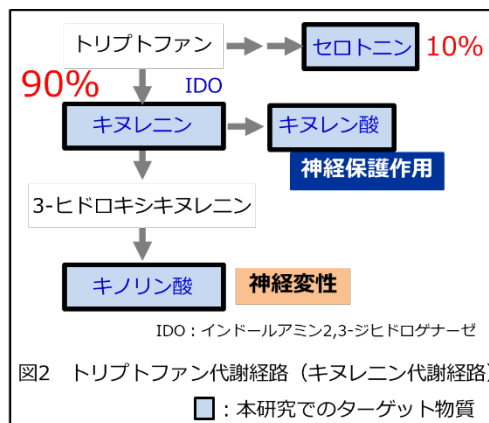 トリプトファン
セロトニン
10%
90%
IDO
キヌレニン
キヌレン酸
神経保護作用
3-ヒドロキシキヌレニン
キノリン酸
神経変性
IDO：インドールアミン2,3-ジヒドロゲナーゼ
図2　トリプトファン代謝経路（キヌレニン代謝経路）
：本研究でのターゲット物質